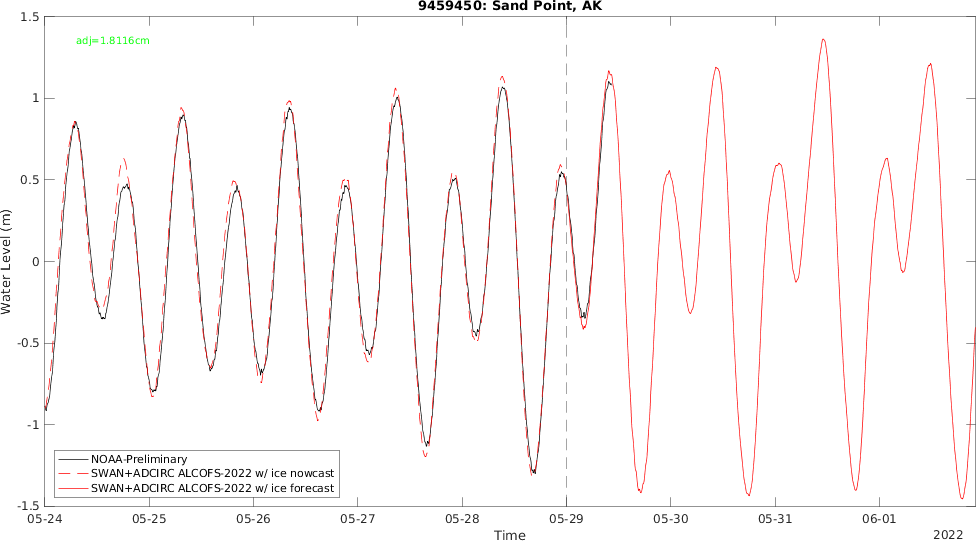 9459450: Sand Point, AK
adj=1.8116cm
1.5
1
0.5
0
-0.5
-1
-1.5
Water Level (m)
NOAA-Preliminary
SWAN+ADCIRC ALCOFS-2022 w/ ice nowcast
SWAN+ADCIRC ALCOFS-2022 w/ ice forecast
05-24 05-25 05-26 05-27 05-28 05-29 05-30 05-31 06-01
Time
2022